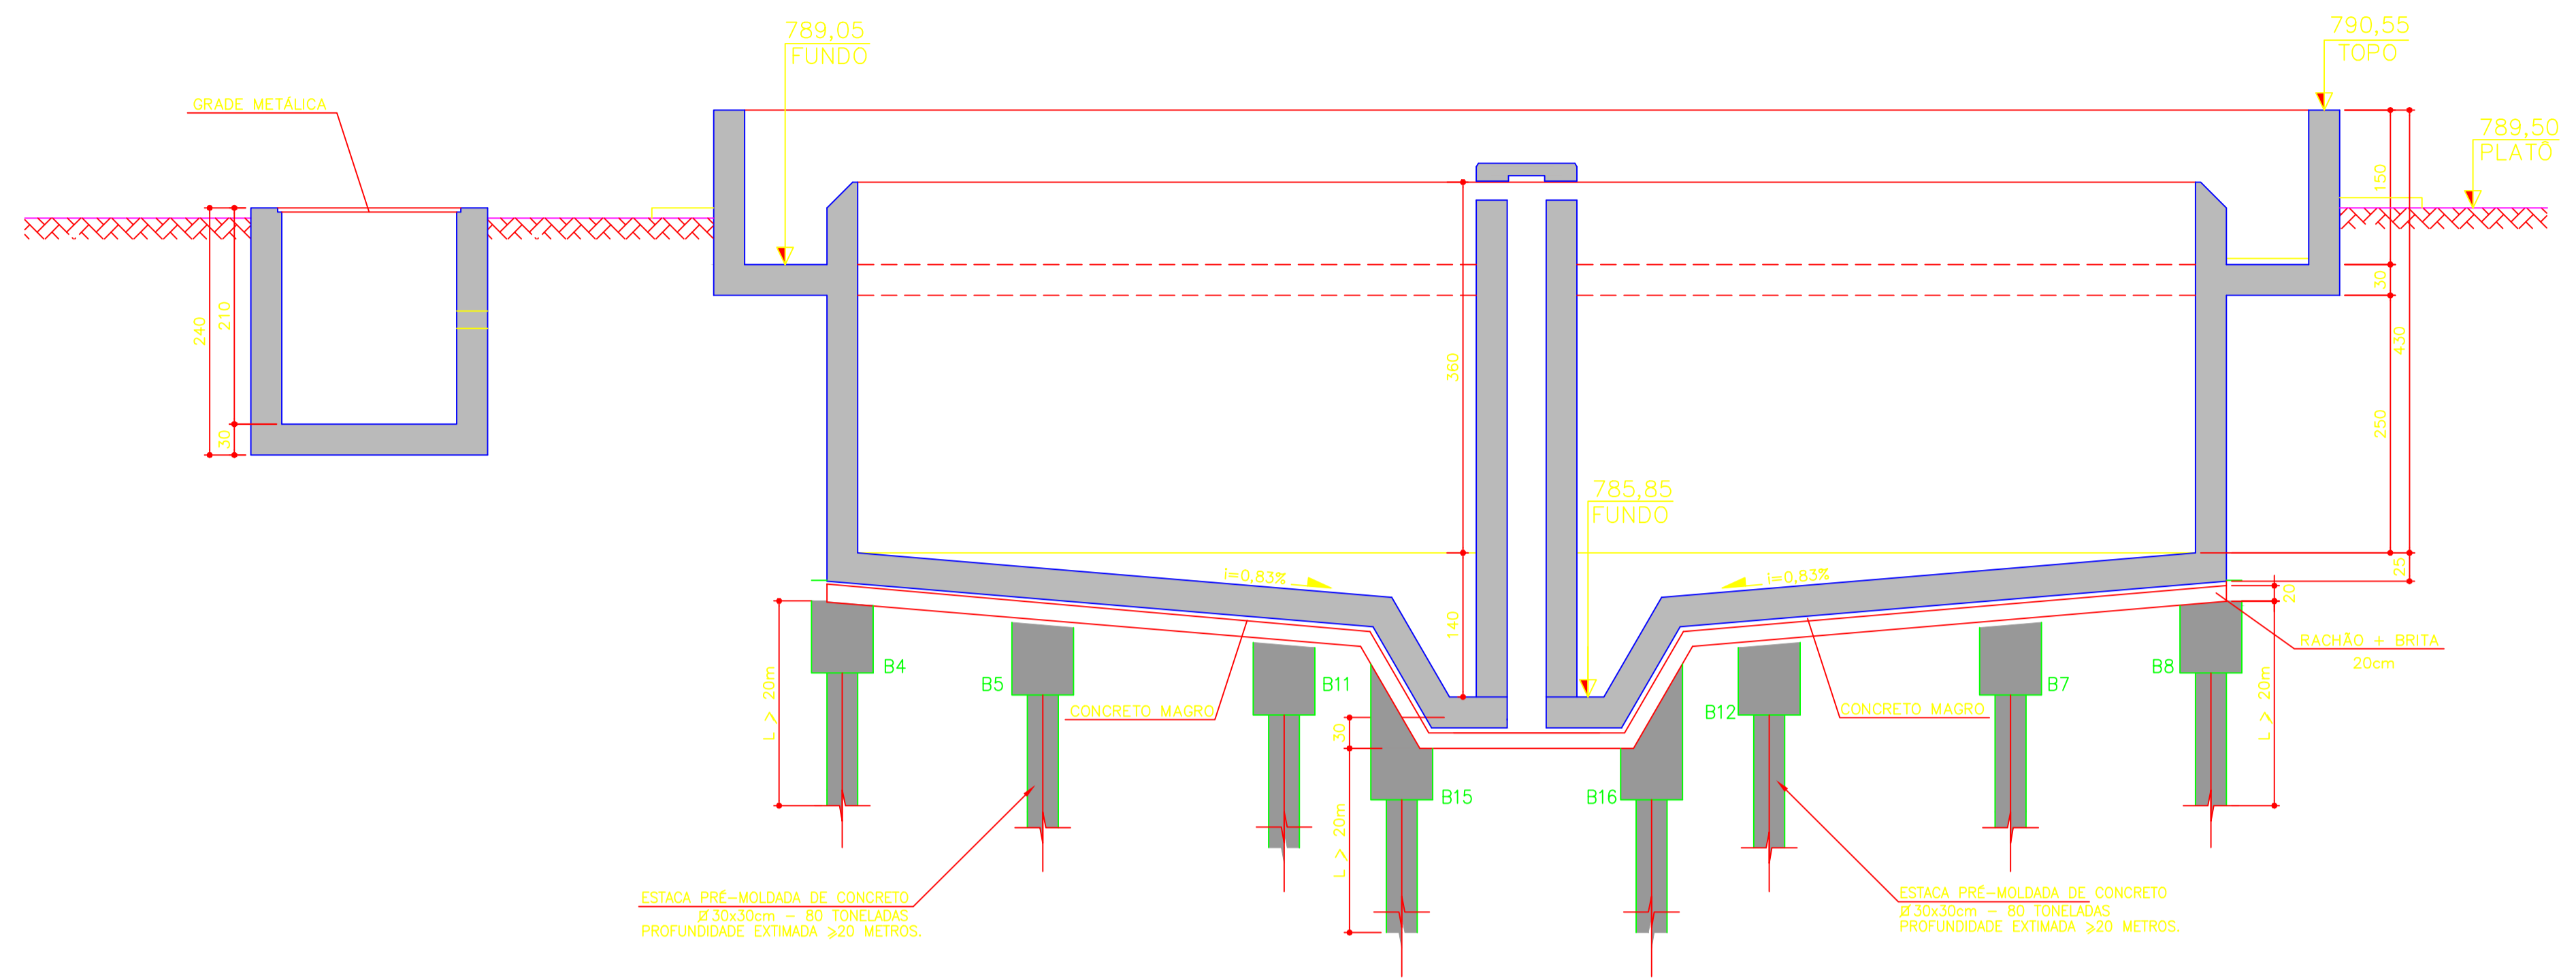 789,05
FUNDO
790,55
TOPO
GRADE METÁLICA
789,50
PLATÔ
150
30
430
250
25
20
240
210
30
360
140
785,85
FUNDO
i=0,83%
i=0,83%
RACHÃO + BRITA
20cm
B4
B5
B11
B12
B7
B8
B15
B16
CONCRETO MAGRO
CONCRETO MAGRO
L > 20m
30
L > 20m
L > 20m
ESTACA PRÉ-MOLDADA DE CONCRETO
Ø30x30cm - 80 TONELADAS
PROFUNDIDADE EXTIMADA ⩾20 METROS.
ESTACA PRÉ-MOLDADA DE CONCRETO
Ø30x30cm - 80 TONELADAS
PROFUNDIDADE EXTIMADA ⩾20 METROS.